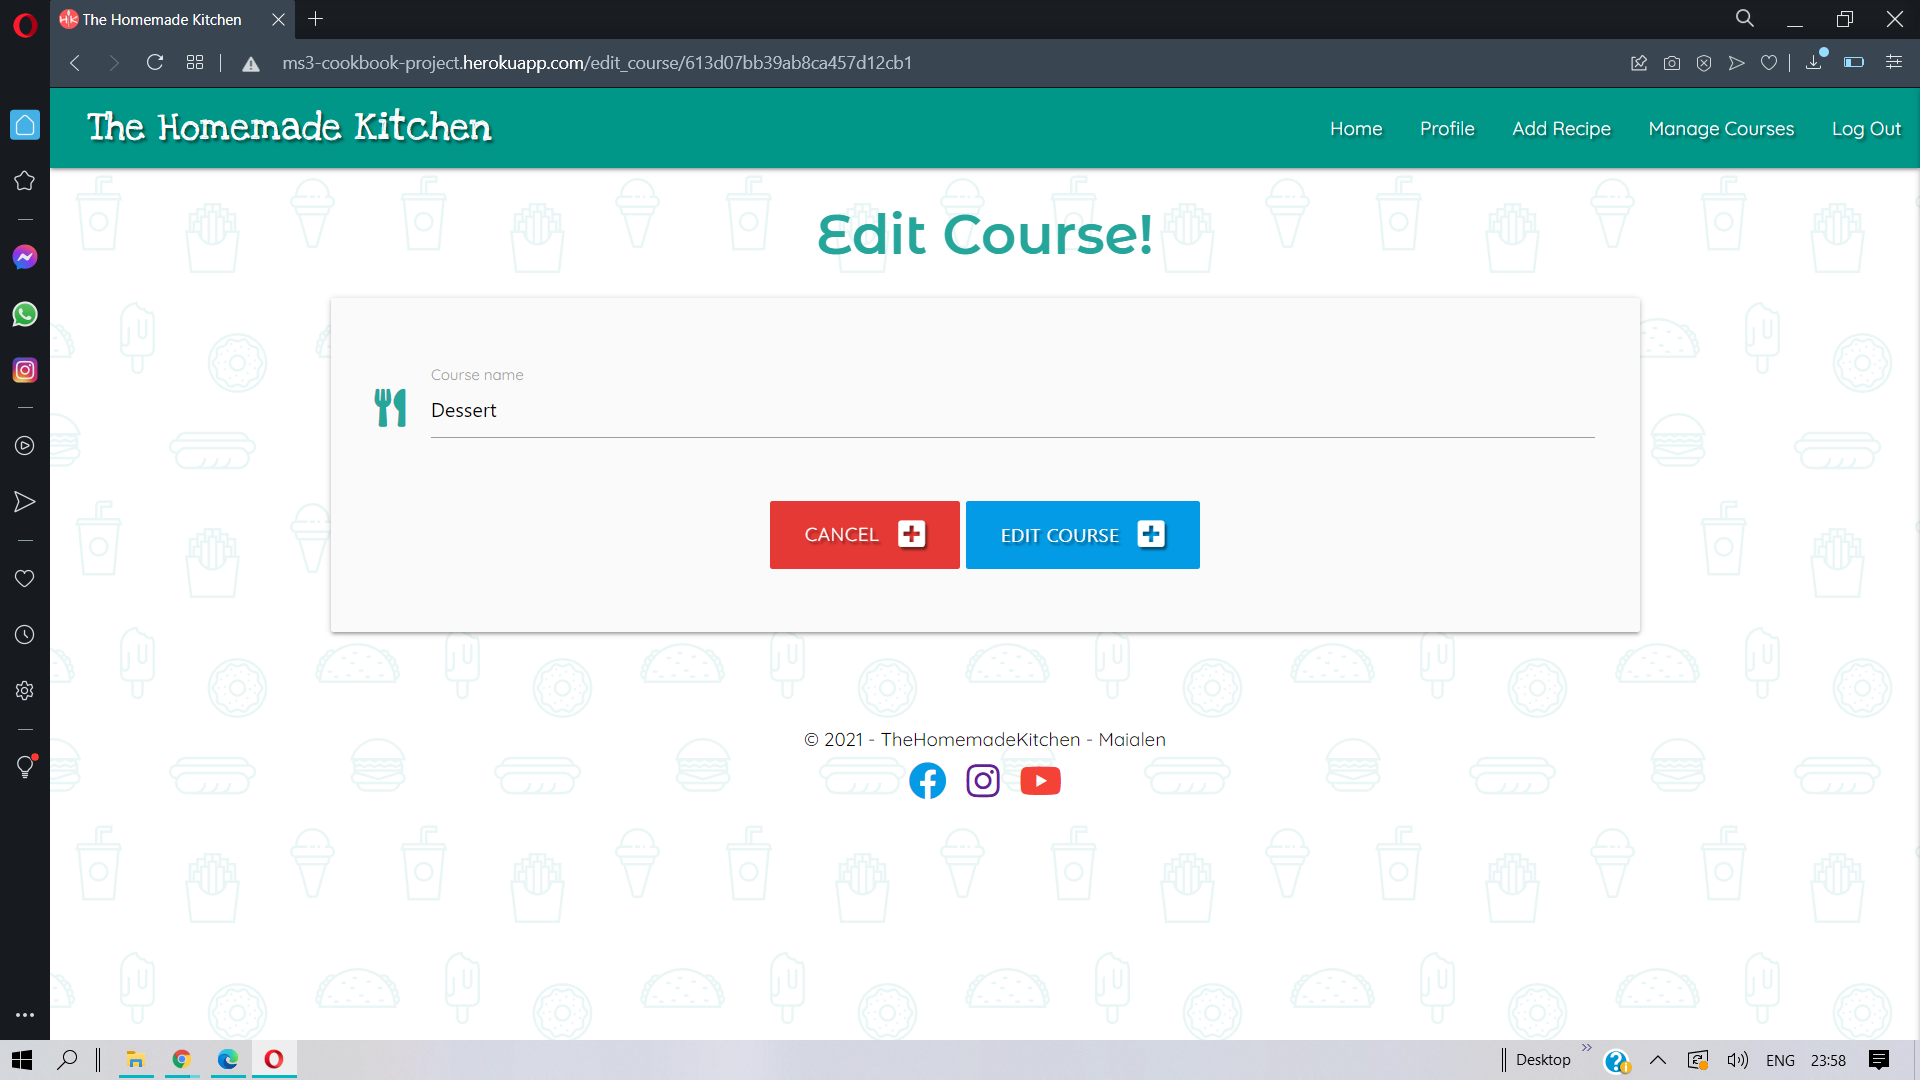 The Homemade Kitchen
ms3-cookbook-project.herokuapp.com/edit_course/613d07bb39ab8ca457d12cb1
The Homemade Kitchen
Home Profile Add Recipe Manage Courses Log Out
Edit Course!
Course name
Dessert
CANCEL EDIT COURSE
© 2021 - TheHomemadeKitchen - Maialen
Desktop ENG 23:58